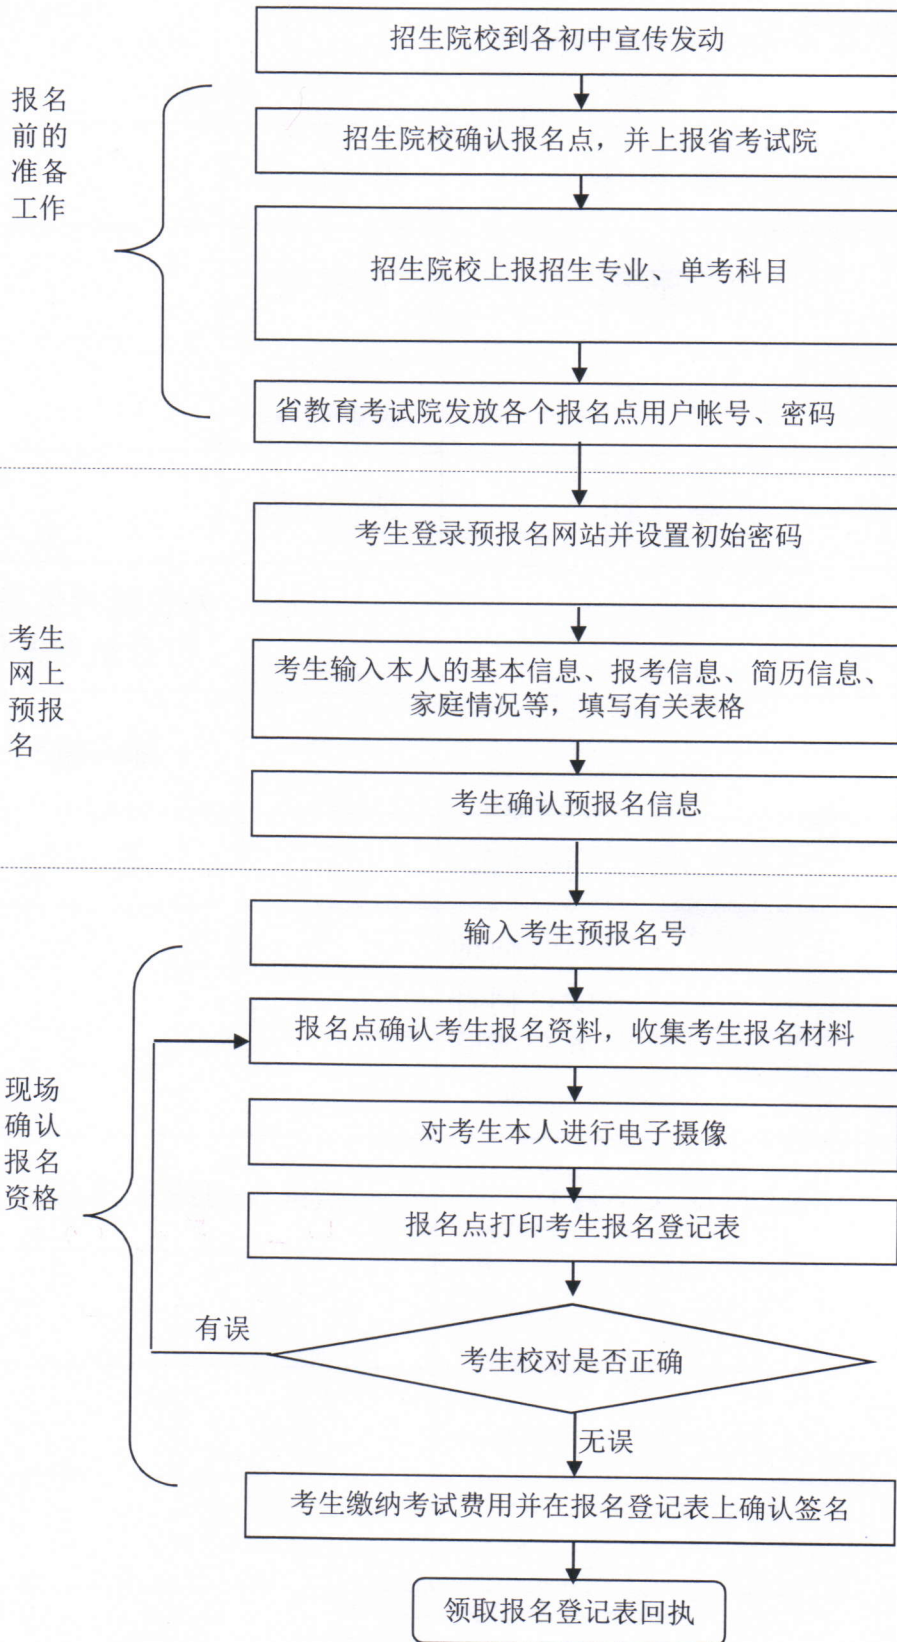 招生院校到各初中宣传发动
报名
前的
准备
工作
招生院校确认报名点，并上报省考试院
招生院校上报招生专业、单考科目
省教育考试院发放各个报名点用户帐号、密码
考生登录预报名网站并设置初始密码
考生
网上
预报
名
考生输入本人的基本信息、报考信息、简历信息、
家庭情况等，填写有关表格
考生确认预报名信息
输入考生预报名号
报名点确认考生报名资料，收集考生报名材料
现场
确认
报名
资格
对考生本人进行电子摄像
报名点打印考生报名登记表
有误
考生校对是否正确
无误
考生缴纳考试费用并在报名登记表上确认签名
领取报名登记表回执